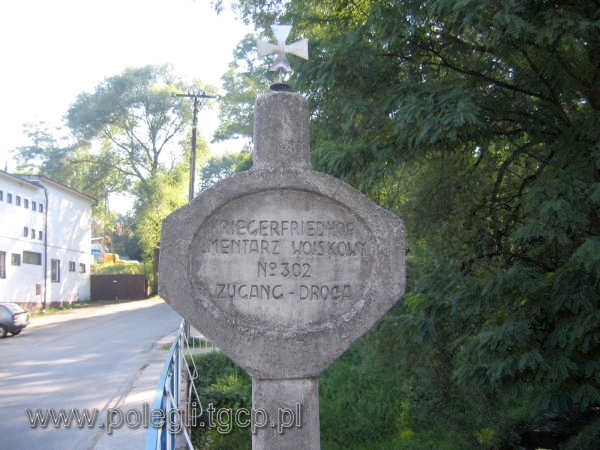 KRIEGERFRIEDHOF
CMENTARZ WOJSKOWY
No 302
ZUGANG - DROGA
www.polegli.tgcp.pl